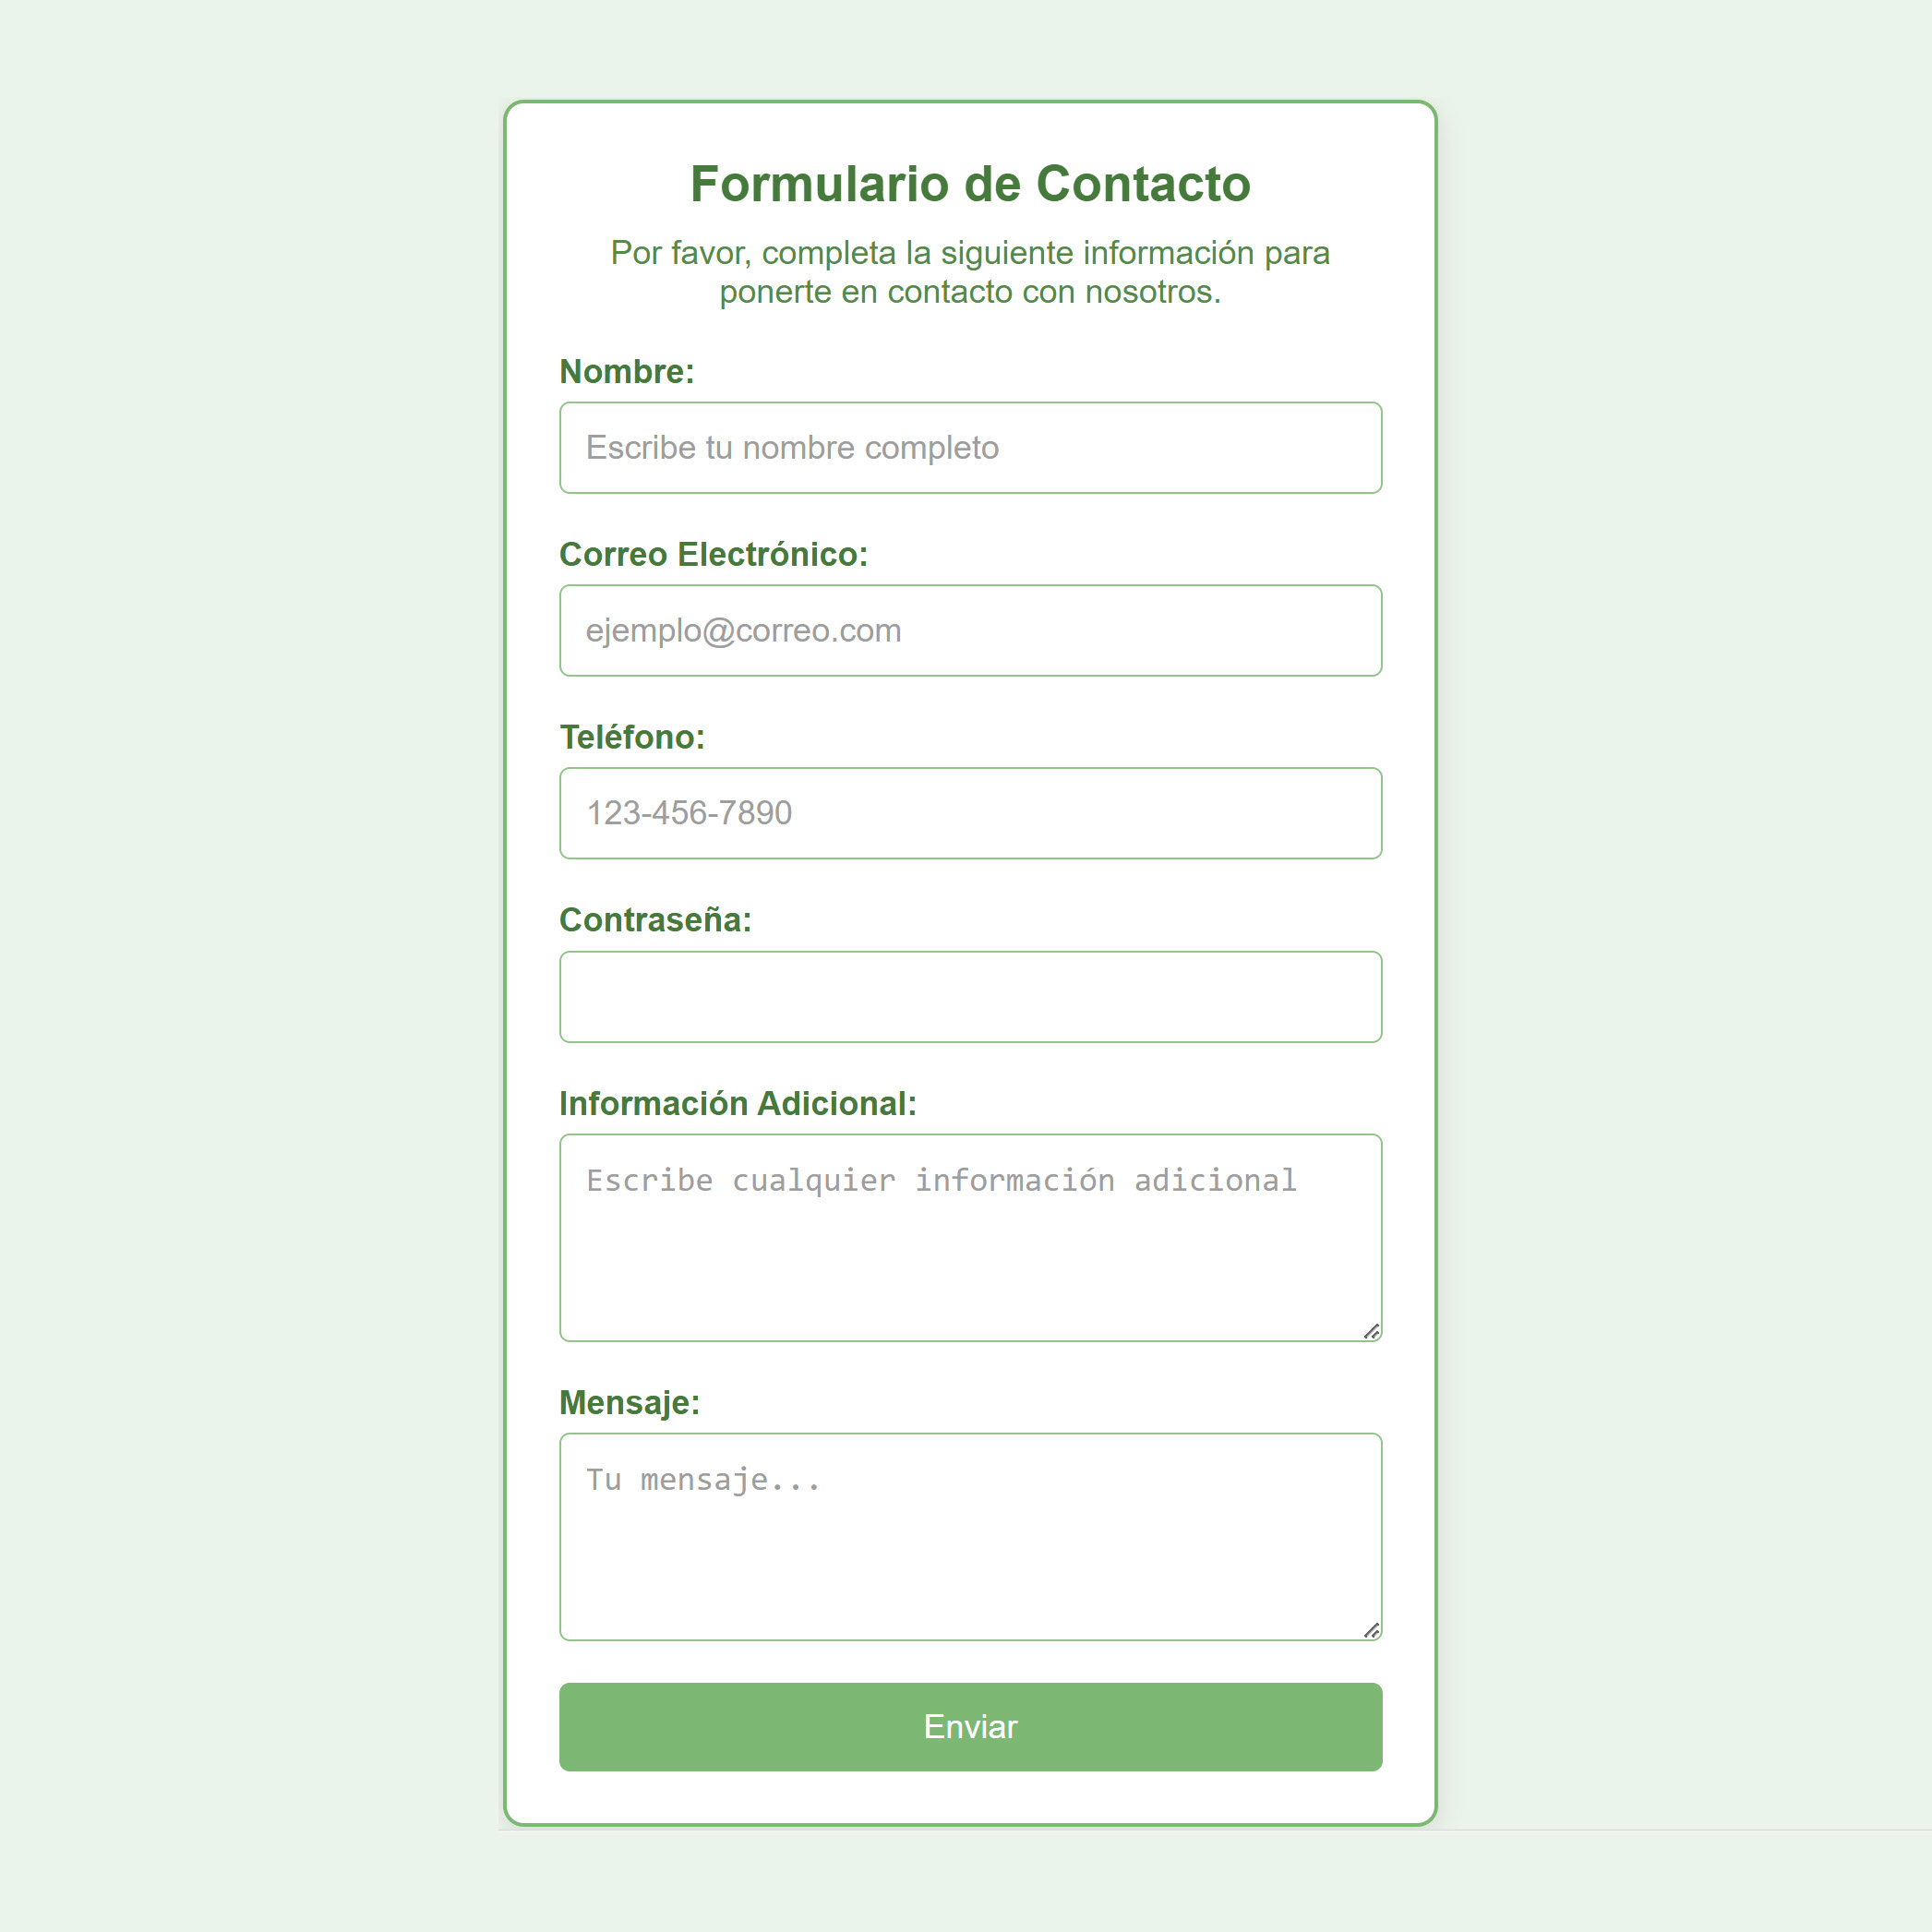 Formulario de Contacto
Por favor, completa la siguiente información para
ponerte en contacto con nosotros.
Nombre:
Escribe tu nombre completo
Correo Electrónico:
ejemplo@correo.com
Teléfono:
123-456-7890
Contraseña:
Información Adicional:
Escribe cualquier información adicional
Mensaje:
Tu mensaje...
Enviar